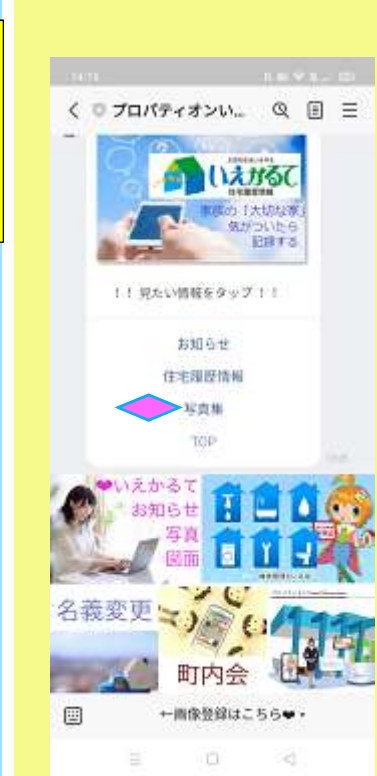 プロパティオンい...
いえかるて
住宅履歴情報
家族の「大切な家」
気がついたら
記録する
！！見たい情報をタップ！！
お知らせ
住宅履歴情報
写真集
TOP
❤いえかるて
お知らせ
写真
図面
名義変更
町内会
←画像登録はこちら❤▾